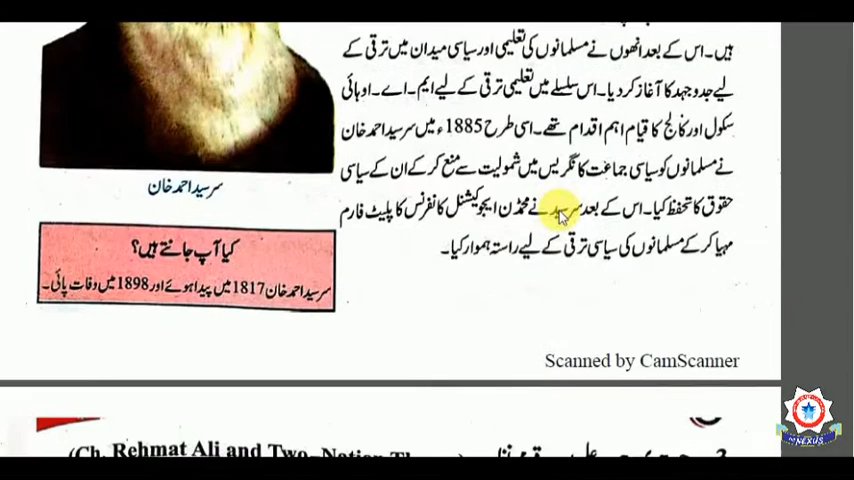 ہیں۔ اس کے بعد انھوں نے مسلمانوں کی تعلیمی اور سیاسی میدان میں ترقی کے
لیے جدوجہد کا آغاز کر دیا۔ اس سلسلے میں تعلیمی ترقی کے لیے ایم۔ اے۔ او ہائی
سکول اور کالج کا قیام اہم اقدام تھے۔ اسی طرح 1885ء میں سرسید احمد خان
نے مسلمانوں کو سیاسی جماعت کانگریس میں شمولیت سے منع کر کے ان کے سیاسی
حقوق کا تحفظ کیا۔ اس کے بعد سرسید نے محمڈن ایجوکیشنل کانفرنس کا پلیٹ فارم
مہیا کر کے مسلمانوں کی سیاسی ترقی کے لیے راستہ ہموار کیا۔
سرسید احمد خان
کیا آپ جانتے ہیں؟
سرسید احمد خان 1817 میں پیدا ہوئے اور 1898 میں وفات پائی۔
Scanned by CamScanner
(Ch. Rehmat Ali and Two-Nation
NEXUS